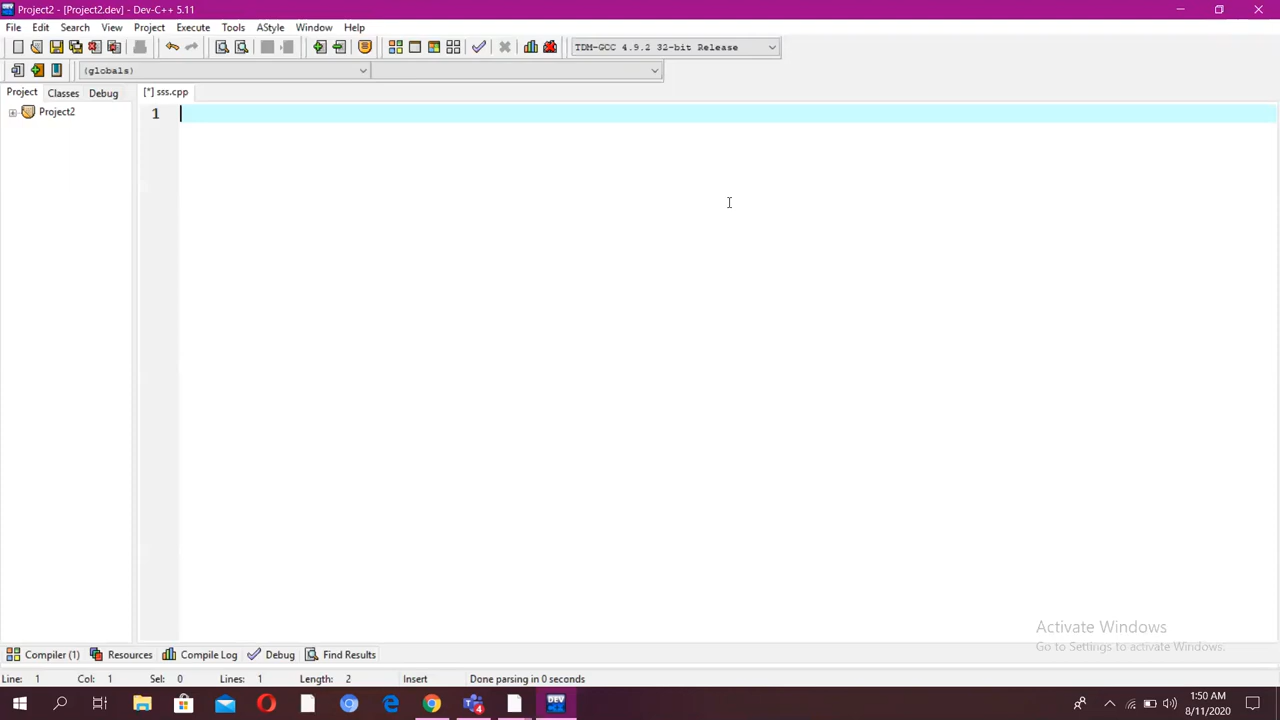 Project2 - [Project2.dev] - Dev-C++ 5.11
File Edit Search View Project Execute Tools AStyle Window Help
TDM-GCC 4.9.2 32-bit Release
(globals)
Project Classes Debug [*] sss.cpp
Project2
1
Activate Windows
Go to Settings to activate Windows.
Compiler (1) Resources Compile Log Debug Find Results
Line: 1 Col: 1 Sel: 0 Lines: 1 Length: 2 Insert Done parsing in 0 seconds
4
DEV
1:50 AM
8/11/2020